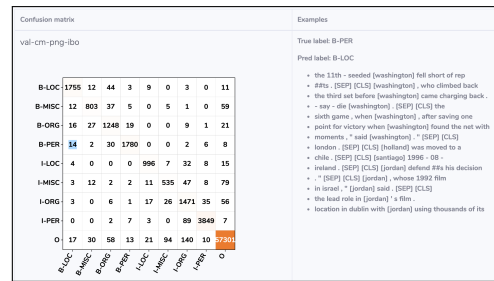 Confusion matrix
Examples
val-cm-png-ibo
True label: B-PER
Pred label: B-LOC
B-LOC 1755 12 44 3 9 0 3 0 11
B-MISC 12 803 37 5 0 5 1 0 59
B-ORG 16 27 1248 19 0 0 9 1 21
B-PER 14 2 30 1780 0 0 2 6 8
I-LOC 4 0 0 0 996 7 32 8 15
I-MISC 3 12 2 2 11 535 47 8 79
I-ORG 3 0 6 1 17 26 1471 35 56
I-PER 0 0 2 7 3 0 89 3849 7
O 17 30 58 13 21 94 140 10 57301
B-LOC B-MISC B-ORG B-PER I-LOC I-MISC I-ORG I-PER O
• the 11th - seeded [washington] fell short of rep
• ##ts . [SEP] [CLS] [washington] , who climbed back
• the third set before [washington] came charging back .
• - say - die [washington] . [SEP] [CLS] the
• sixth game , when [washington] , after saving one
• point for victory when [washington] found the net with
• moments , " said [washington] . " [SEP] [CLS]
• london . [SEP] [CLS] [holland] was moved to a
• chile . [SEP] [CLS] [santiago] 1996 - 08 -
• ireland . [SEP] [CLS] [jordan] defend ##s his decision
• . " [SEP] [CLS] [jordan] , whose 1992 film
• in israel , " [jordan] said . [SEP] [CLS]
• the lead role in [jordan] ' s film .
• location in dublin with [jordan] using thousands of its